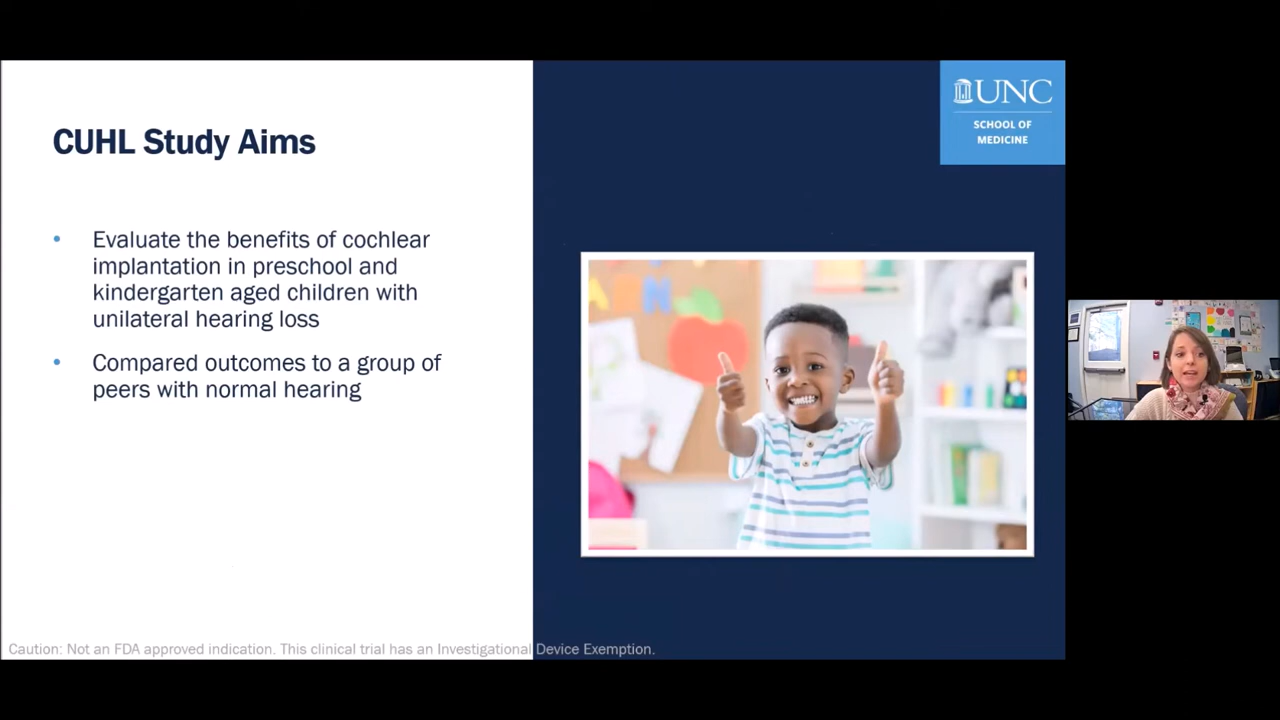 CUHL Study Aims
• Evaluate the benefits of cochlear
implantation in preschool and
kindergarten aged children with
unilateral hearing loss
• Compared outcomes to a group of
peers with normal hearing
UNC
SCHOOL OF
MEDICINE
Caution: Not an FDA approved indication. This clinical trial has an Investigational Device Exemption.